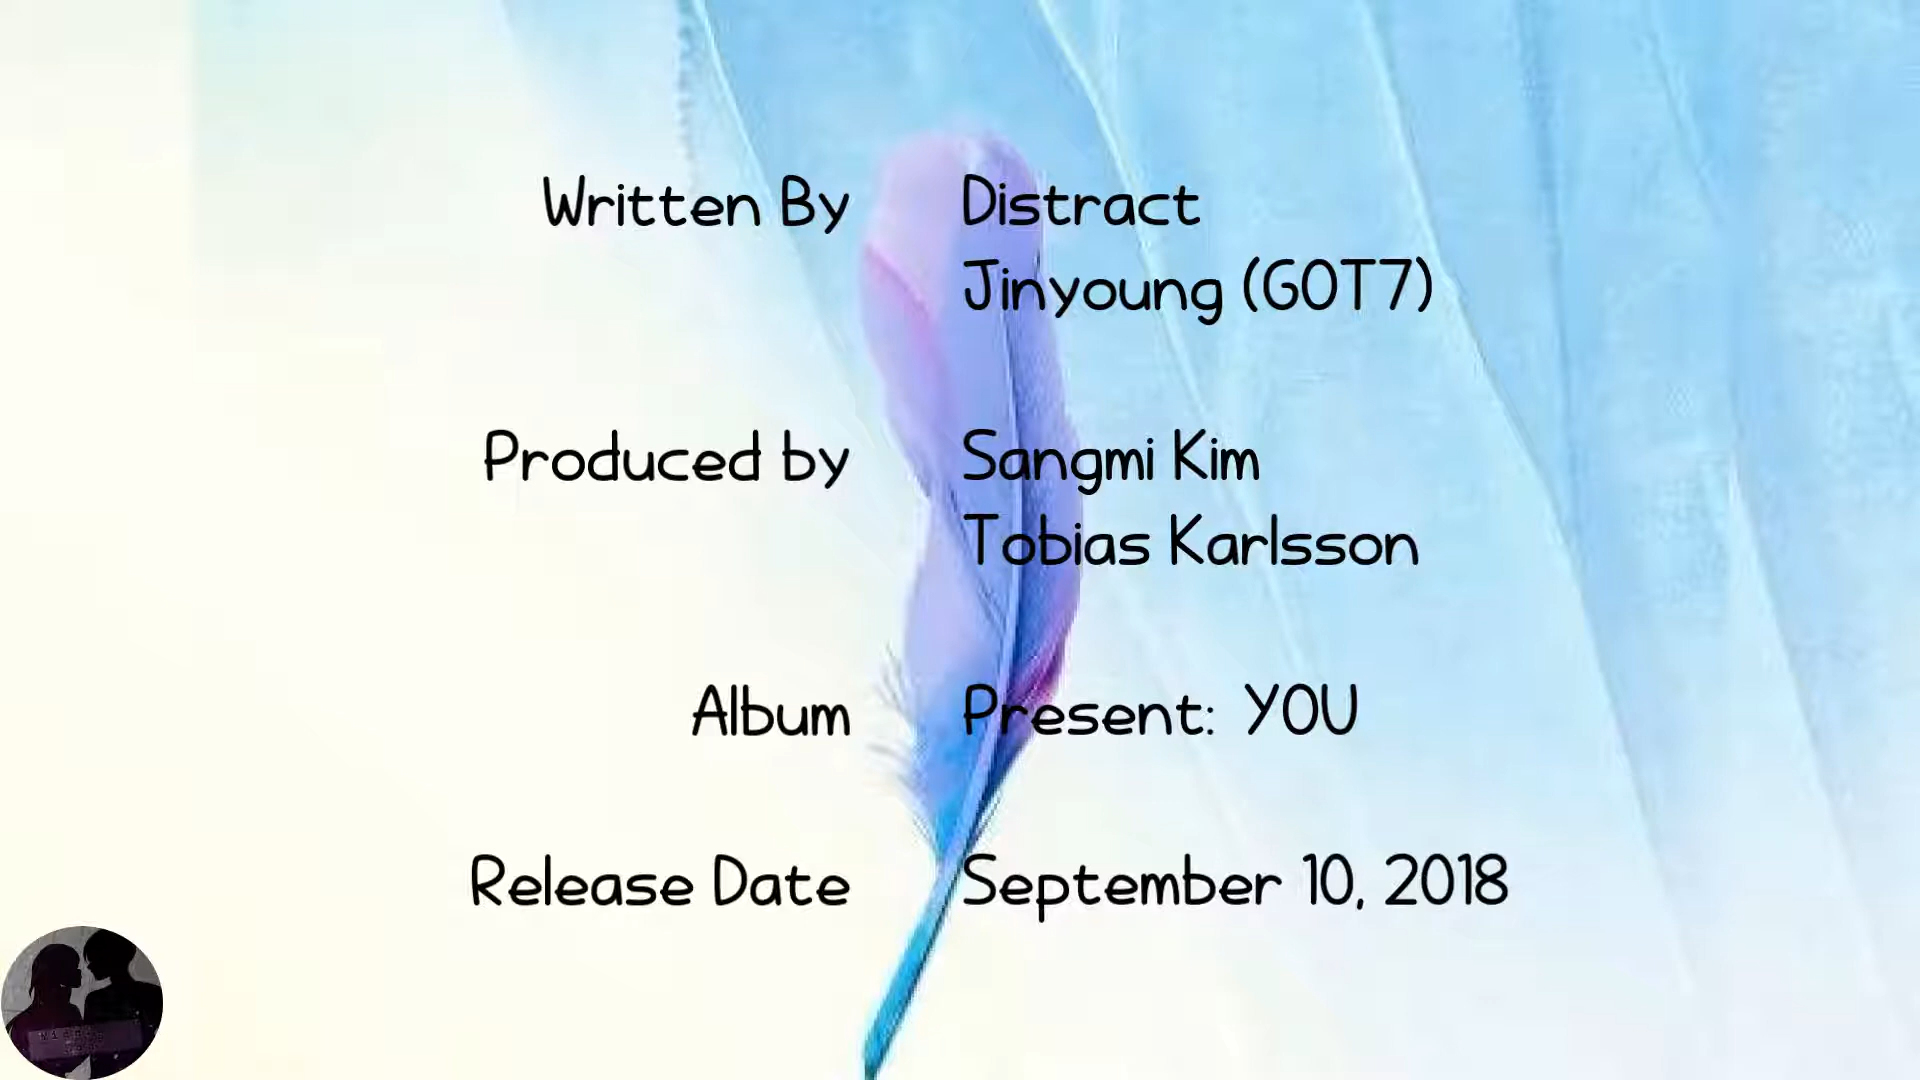 Written By Distract
Jinyoung (GOT7)
Produced by Sangmi Kim
Tobias Karlsson
Album Present: YOU
Release Date September 10, 2018